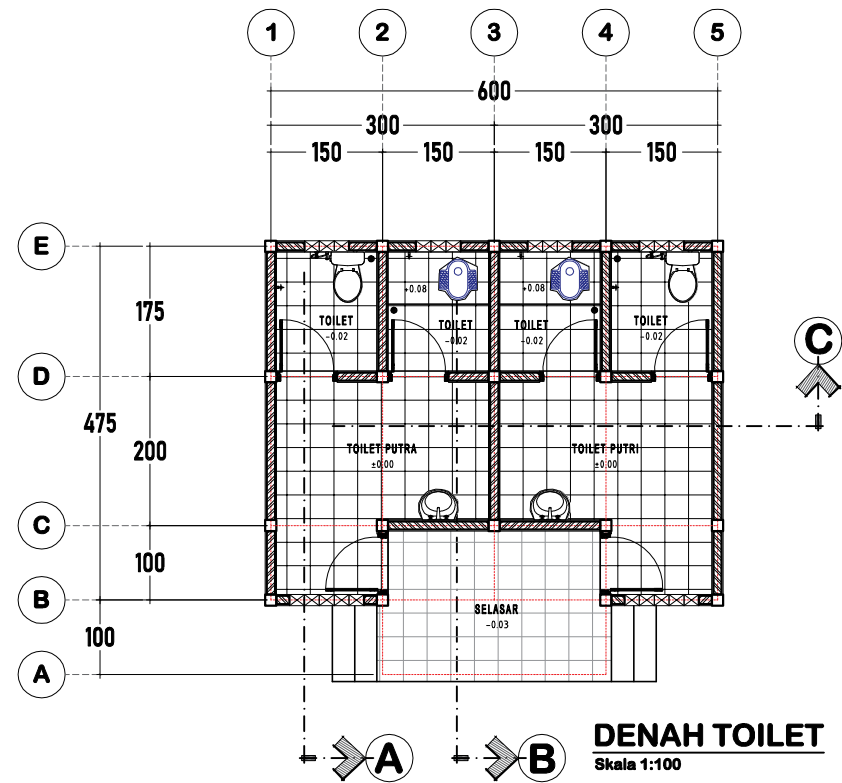 1 2 3 4 5
600
300 300
150 150 150 150
E
175
+0.08 +0.08
TOILET TOILET TOILET TOILET
-0.02 -0.02 -0.02 -0.02
C
D
475
200
TOILET PUTRA TOILET PUTRI
±0.00 ±0.00
C
100
B
SELASAR
-0.03
100
A
A B
DENAH TOILET
Skala 1:100